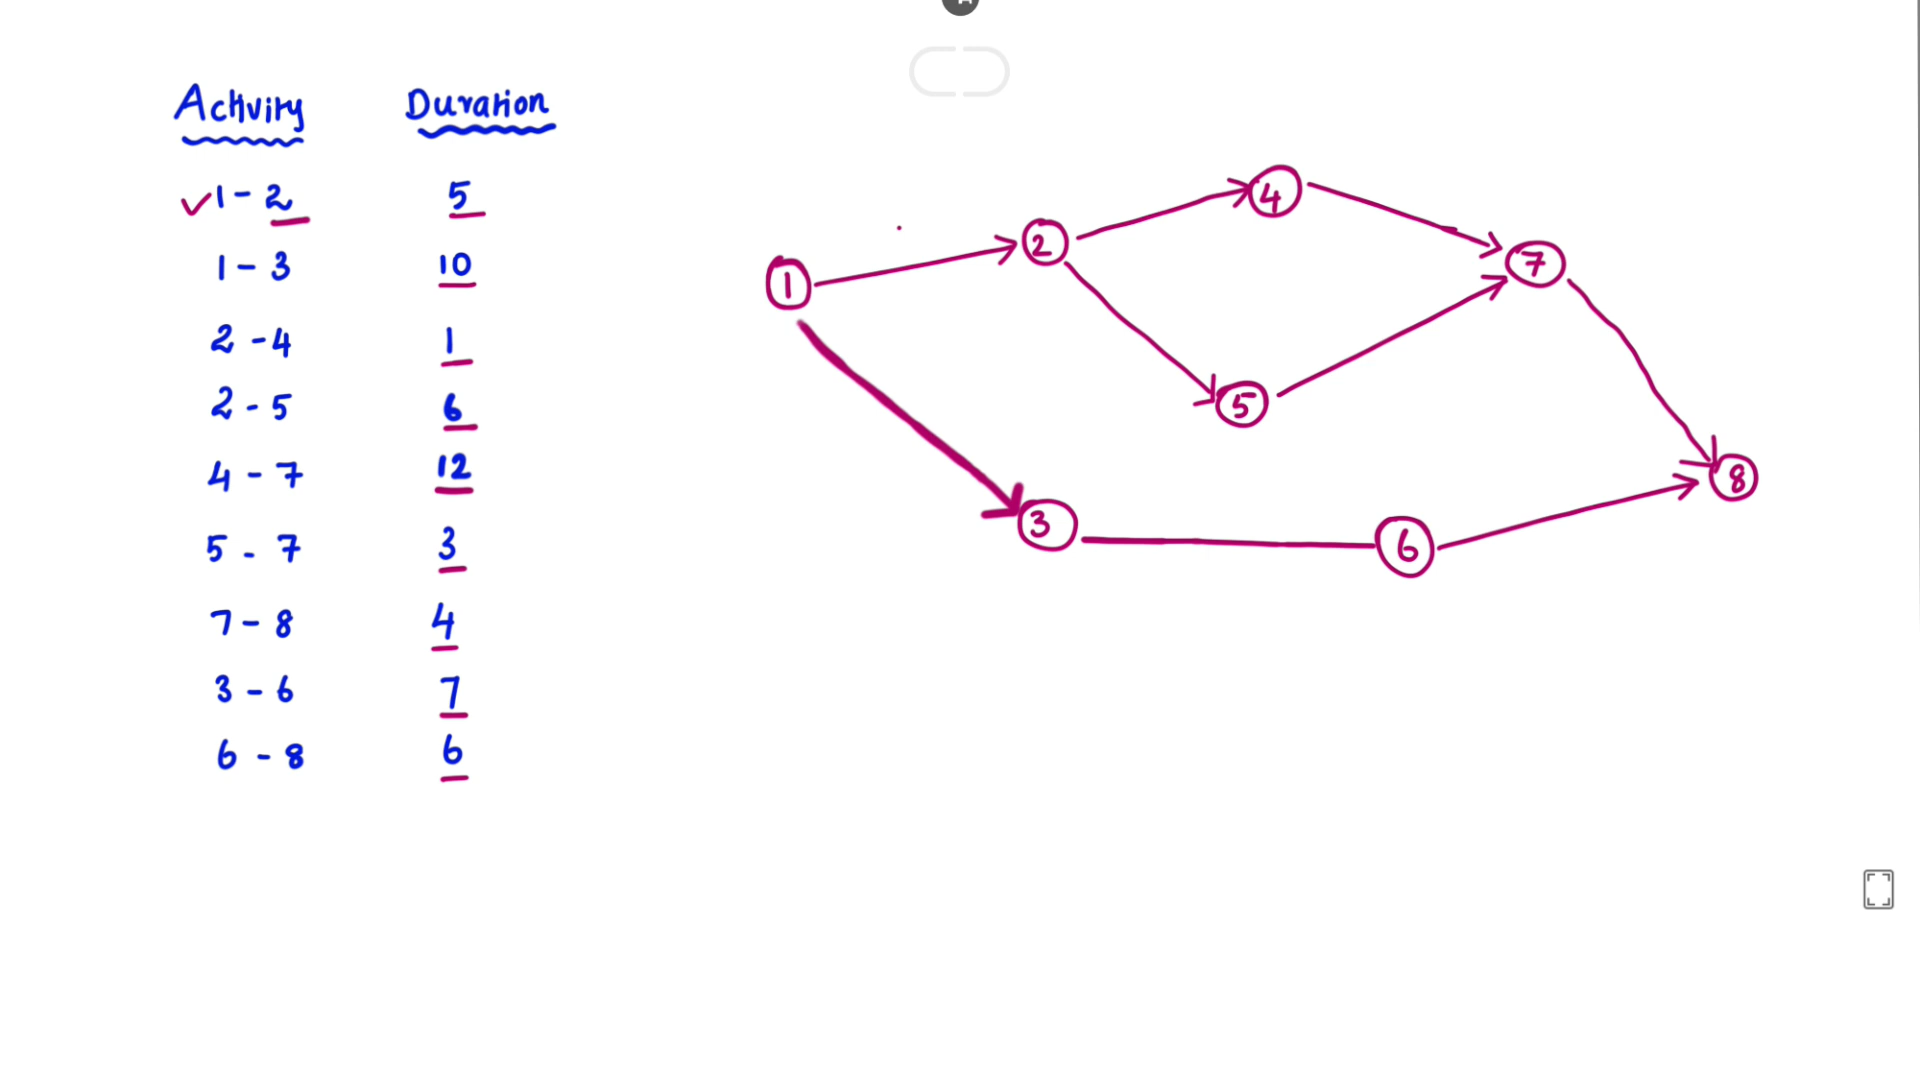 Activity Duration
1 - 2 5
1 - 3 10
2 - 4 1
2 - 5 6
4 - 7 12
5 - 7 3
7 - 8 4
3 - 6 7
6 - 8 6
4
2
7
1
5
8
3
6